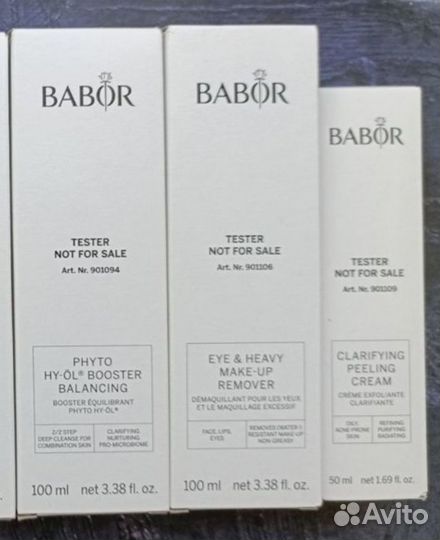 BABOR
TESTER
NOT FOR SALE
Art. Nr. 901094
PHYTO
HY-ÖL® BOOSTER
BALANCING
BOOSTER ÉQUILIBRANT
PHYTO HY-ÖL®
2/2 STEP
DEEP CLEANSE FOR
COMBINATION SKIN
CLARIFYING
NURTURING
PRO-MICROBIOME
100 ml net 3.38 fl. oz.
BABOR
TESTER
NOT FOR SALE
Art. Nr. 901106
EYE & HEAVY
MAKE-UP
REMOVER
DÉMAQUILLANT POUR LES YEUX
ET LE MAQUILLAGE EXCESSIF
FACE, LIPS,
EYES
REMOVES (WATER-)
RESISTANT MAKE-UP
NON-GREASY
100 ml net 3.38 fl. oz.
BABOR
TESTER
NOT FOR SALE
Art. Nr. 901109
CLARIFYING
PEELING
CREAM
CRÈME EXFOLIANTE
CLARIFIANTE
OILY,
ACNE-PRONE
SKIN
REFINING
PURIFYING
RADIATING
50 ml net 1.69 fl. oz.
Avito